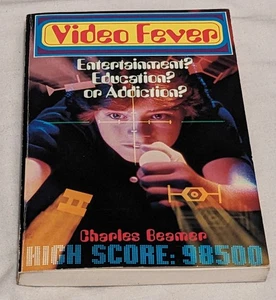 Video Fever
Entertainment?
Education?
or Addiction?
Charles Beamer
HIGH SCORE: 98500